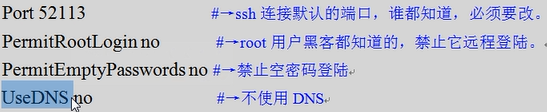 Port 52113 #→ssh 连接默认的端口，谁都知道，必须要改。
PermitRootLogin no #→root 用户黑客都知道的，禁止它远程登陆。
PermitEmptyPasswords no #→禁止空密码登陆
UseDNS no #→不使用 DNS